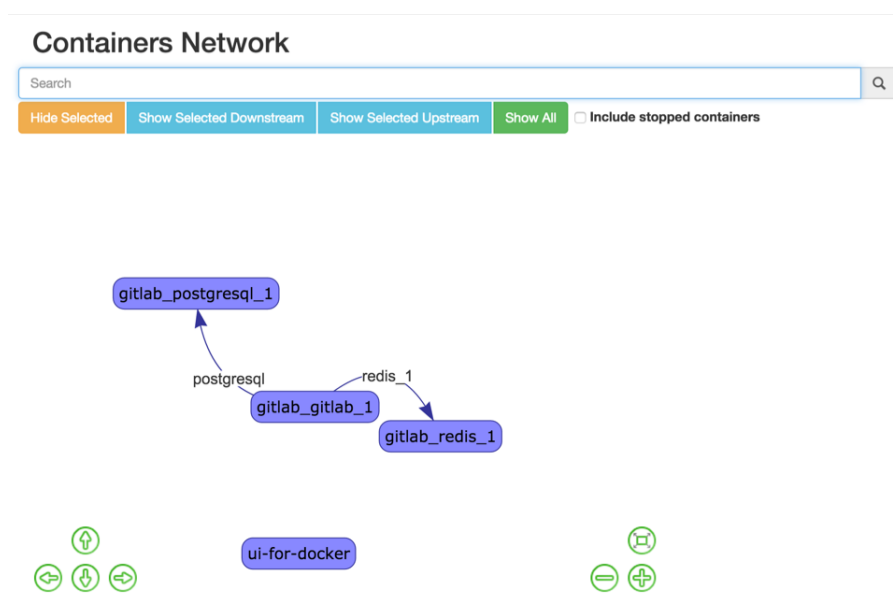 Containers Network
Search
Hide Selected Show Selected Downstream Show Selected Upstream Show All Include stopped containers
gitlab_postgresql_1
postgresql redis_1
gitlab_gitlab_1
gitlab_redis_1
ui-for-docker